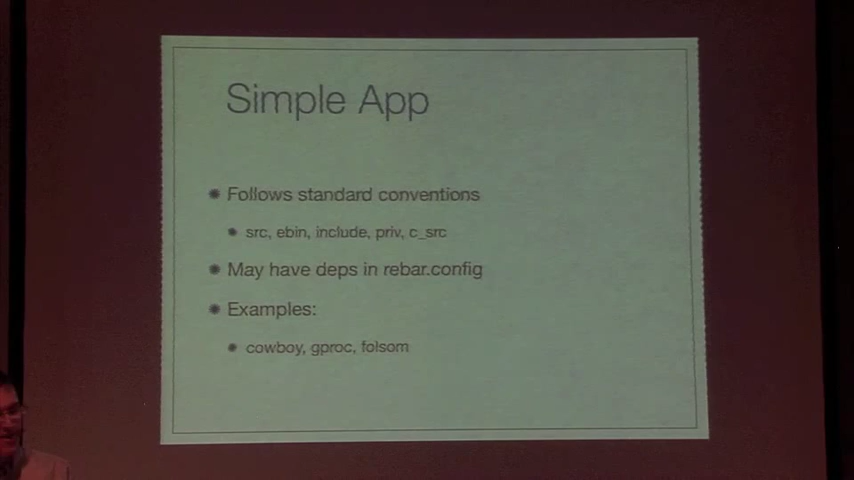 Simple App
Follows standard conventions
src, ebin, include, priv, c_src
May have deps in rebar.config
Examples:
cowboy, gproc, folsom